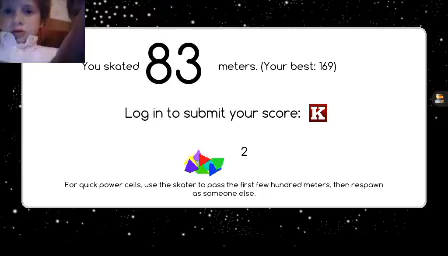 You skated 83 meters. (Your best: 169)
Log in to submit your score: K
2
For quick power cells, use the skater to pass the first few hundred meters, then respawn
as someone else.